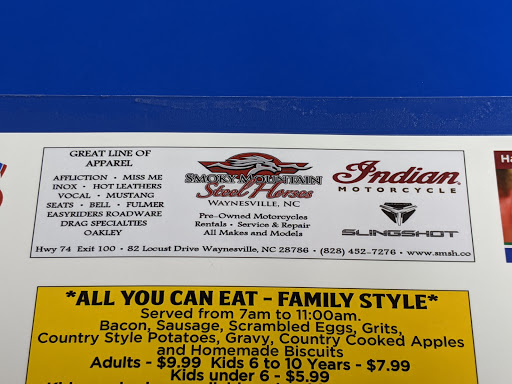 GREAT LINE OF
APPAREL
AFFLICTION • MISS ME
INOX • HOT LEATHERS
VOCAL • MUSTANG
SEATS • BELL • FULMER
EASYRIDERS ROADWARE
DRAG SPECIALTIES
OAKLEY
SMOKY MOUNTAIN
Steel Horses
WAYNESVILLE, NC
Pre-Owned Motorcycles
Rentals • Service & Repair
All Makes and Models
Indian
MOTORCYCLE
SLINGSHOT
Hwy 74 Exit 100 • 82 Locust Drive Waynesville, NC 28786 • (828) 452-7276 • www.smsh.co
Ha
*ALL YOU CAN EAT - FAMILY STYLE*
Served from 7am to 11:00am.
Bacon, Sausage, Scrambled Eggs, Grits,
Country Style Potatoes, Gravy, Country Cooked Apples
and Homemade Biscuits
Adults - $9.99 Kids 6 to 10 Years - $7.99
Kids under 6 - $5.99